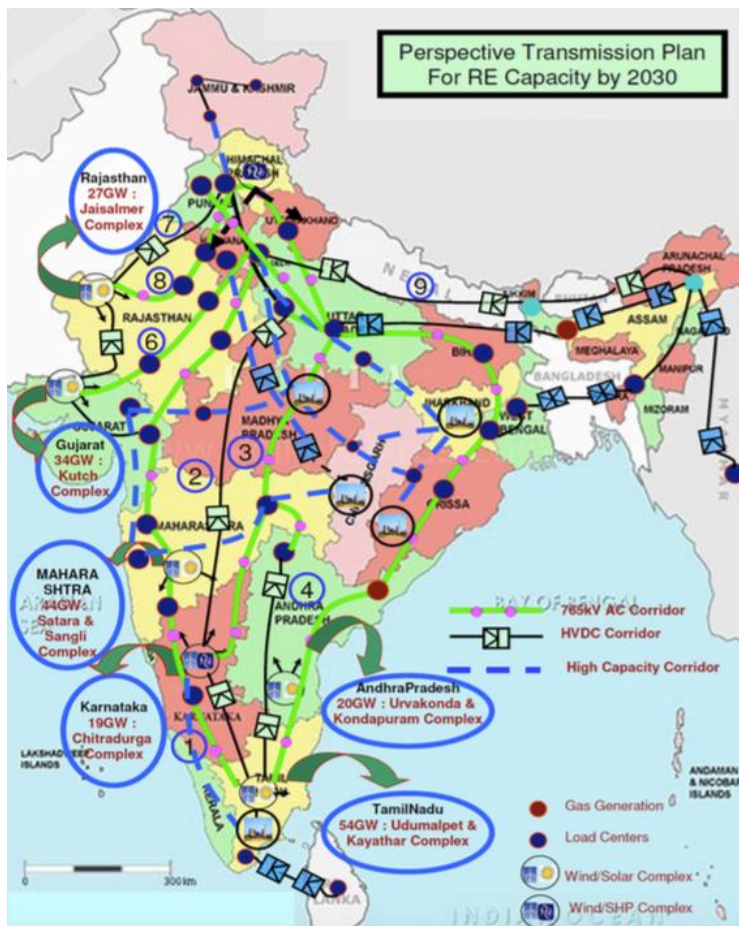 Perspective Transmission Plan
For RE Capacity by 2030
JAMMU & KASHMIR
HIMACHAL
Rajasthan
27GW :
Jaisalmer
Complex
7
8
9
6
RAJASTHAN
NEPAL
BHUTAN
ARUNACHAL
PRADESH
ASSAM
MEGHALAYA
MANIPUR
BANGLADESH
MIZORAM
JHARKHAND
WEST
BENGAL
GUJARAT
Gujarat
34GW :
Kutch
Complex
MADHYA
PRADESH
2
3
MAHARASHTRA
ORISSA
MAHARA
SHTRA
44GW:
Satara &
Sangli
Complex
4
ANDHRA
PRADESH
BAY OF BENGAL
765kV AC Corridor
HVDC Corridor
High Capacity Corridor
Karnataka
19GW :
Chitradurga
Complex
KARNATAKA
1
AndhraPradesh
20GW : Urvakonda &
Kondapuram Complex
LAKSHADWEEP
ISLANDS
KERALA
TAMIL
ANDAMAN
& NICOBAR
ISLANDS
TamilNadu
54GW : Udumalpet &
Kayathar Complex
Gas Generation
Load Centers
Wind/Solar Complex
Wind/SHP Complex
0
300 km
LANKA
INDIAN OCEAN